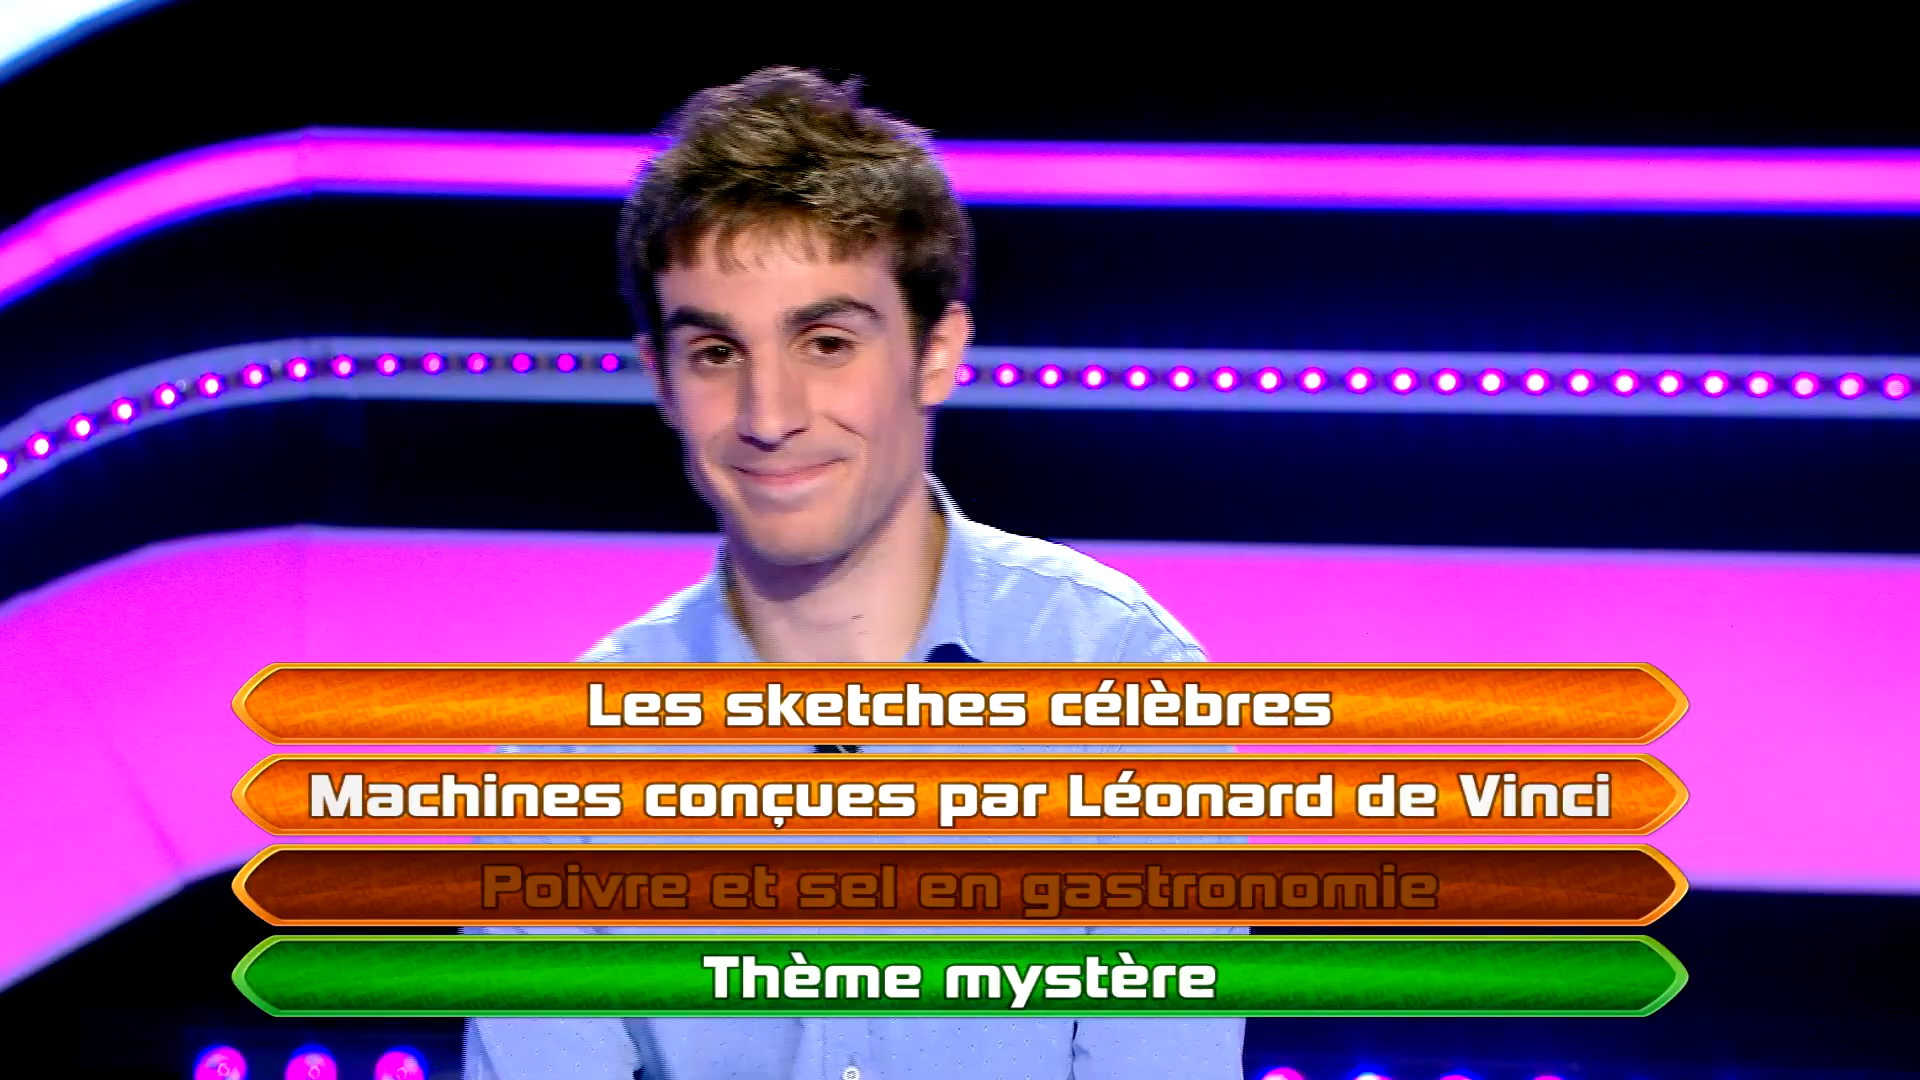 Les sketches célèbres
Machines conçues par Léonard de Vinci
Poivre et sel en gastronomie
Thème mystère